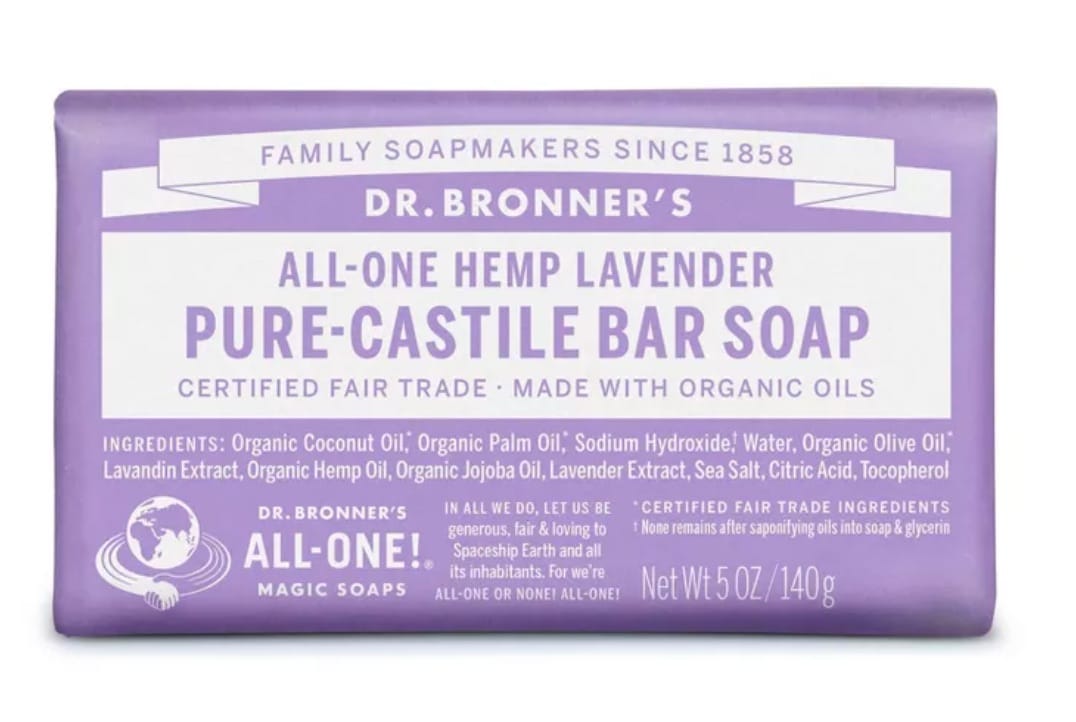 FAMILY SOAPMAKERS SINCE 1858
DR. BRONNER'S
ALL-ONE HEMP LAVENDER
PURE-CASTILE BAR SOAP
CERTIFIED FAIR TRADE · MADE WITH ORGANIC OILS
INGREDIENTS: Organic Coconut Oil,* Organic Palm Oil,* Sodium Hydroxide,† Water, Organic Olive Oil,*
Lavandin Extract, Organic Hemp Oil, Organic Jojoba Oil, Lavender Extract, Sea Salt, Citric Acid, Tocopherol
DR. BRONNER'S
ALL-ONE!®
MAGIC SOAPS
IN ALL WE DO, LET US BE
generous, fair & loving to
Spaceship Earth and all
its inhabitants. For we're
ALL-ONE OR NONE! ALL-ONE!
* CERTIFIED FAIR TRADE INGREDIENTS
† None remains after saponifying oils into soap & glycerin
Net Wt 5 OZ/140g